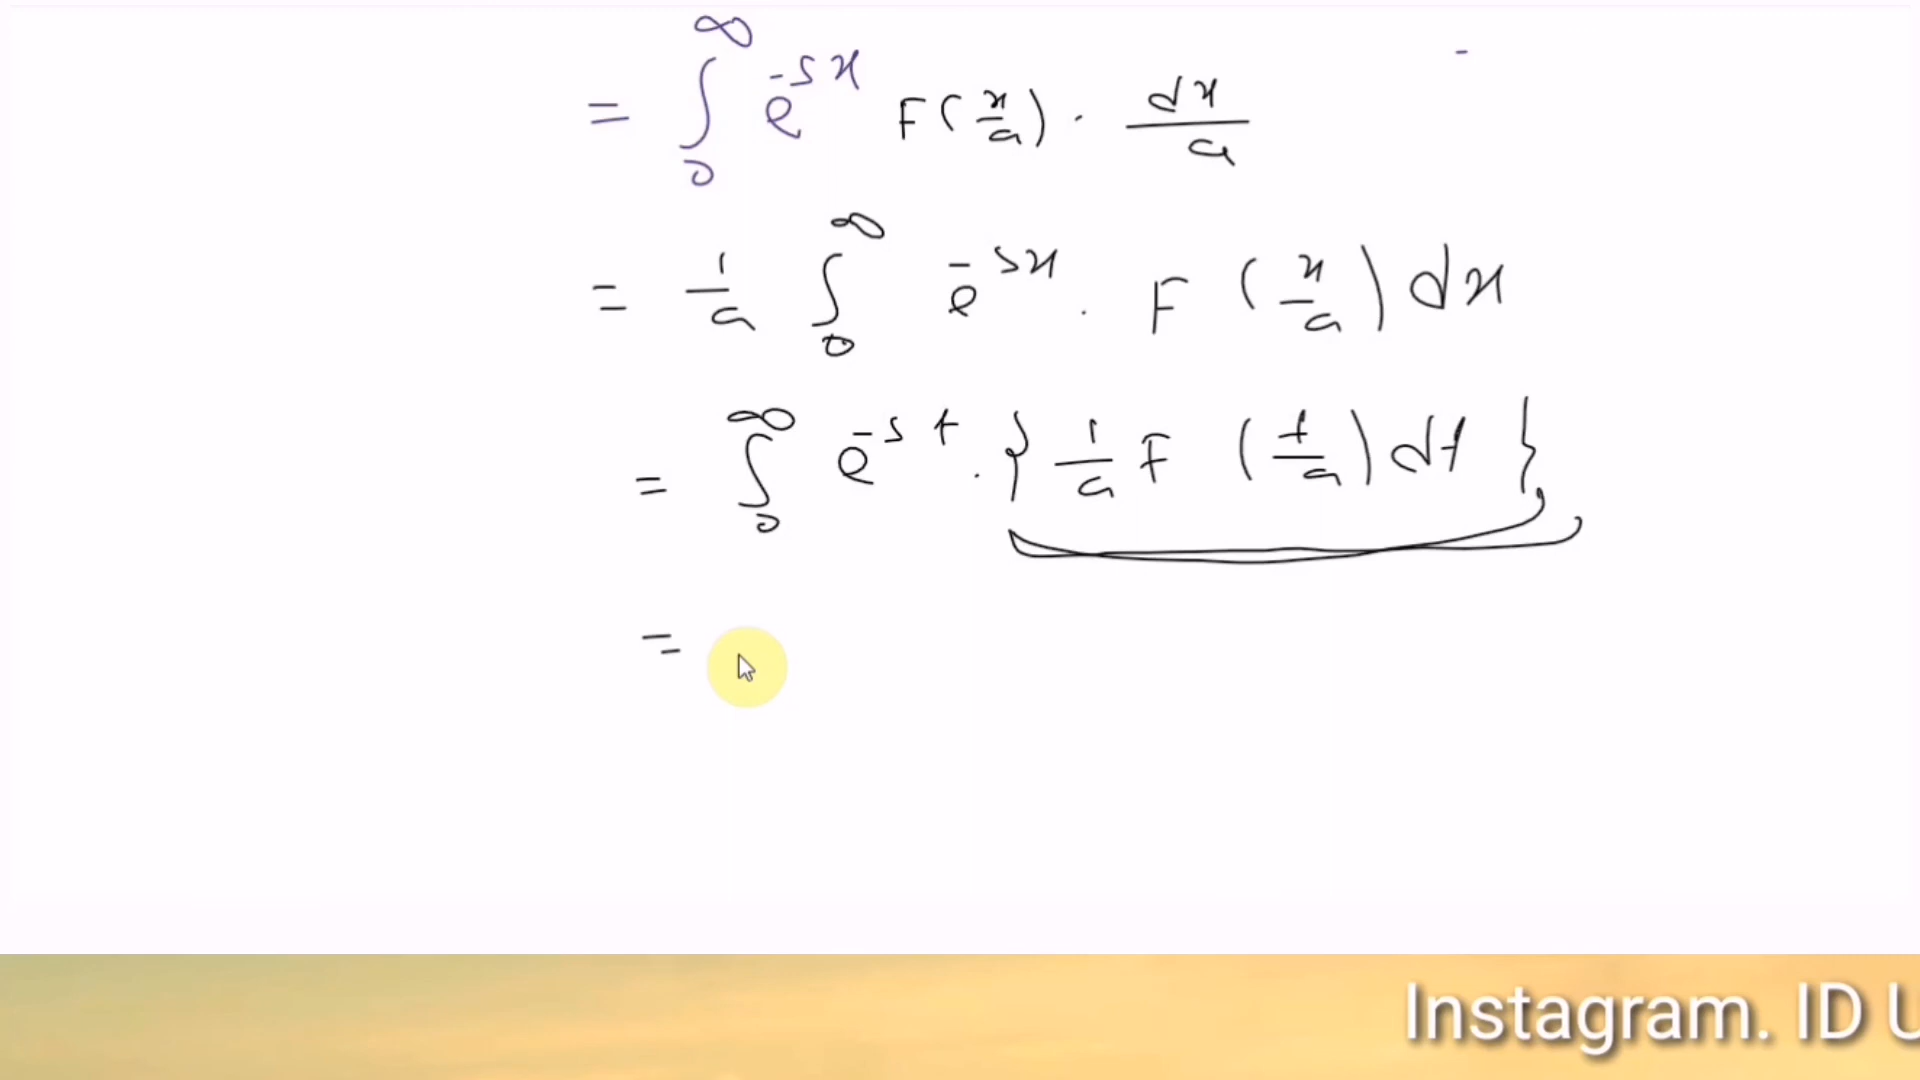 = ∫₀^∞ e^{-sx} F(x/a) · dx/a
= 1/a ∫₀^∞ e^{-sx} · F(x/a) dx
= ∫₀^∞ e^{-st} · {1/a F(t/a) dt}
=
Instagram. ID U